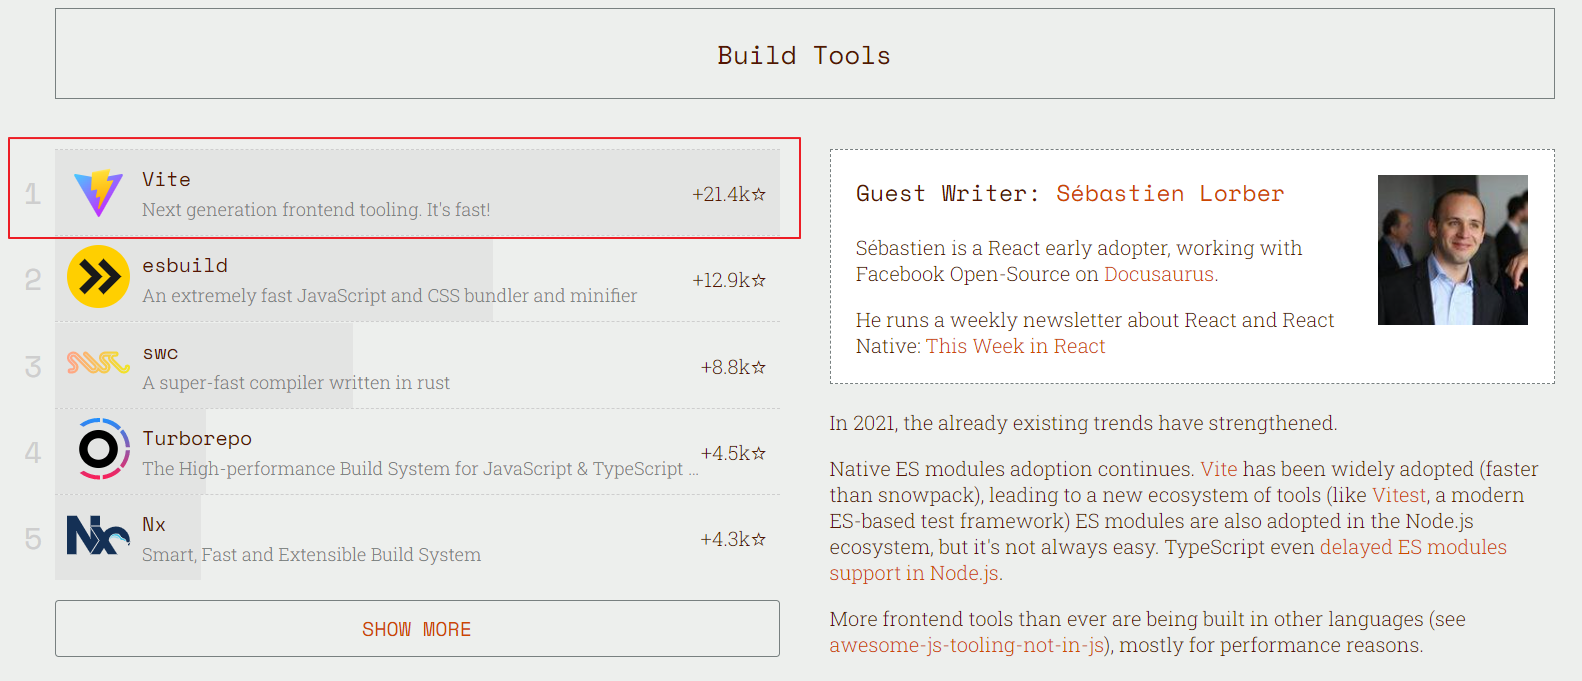 Build Tools
1
Vite
Next generation frontend tooling. It's fast!
+21.4k☆
2
esbuild
An extremely fast JavaScript and CSS bundler and minifier
+12.9k☆
3
swc
A super-fast compiler written in rust
+8.8k☆
4
Turborepo
The High-performance Build System for JavaScript & TypeScript ...
+4.5k☆
5
Nx
Smart, Fast and Extensible Build System
+4.3k☆
SHOW MORE
Guest Writer: Sébastien Lorber
Sébastien is a React early adopter, working with
Facebook Open-Source on Docusaurus.
He runs a weekly newsletter about React and React
Native: This Week in React
In 2021, the already existing trends have strengthened.
Native ES modules adoption continues. Vite has been widely adopted (faster
than snowpack), leading to a new ecosystem of tools (like Vitest, a modern
ES-based test framework) ES modules are also adopted in the Node.js
ecosystem, but it's not always easy. TypeScript even delayed ES modules
support in Node.js.
More frontend tools than ever are being built in other languages (see
awesome-js-tooling-not-in-js), mostly for performance reasons.